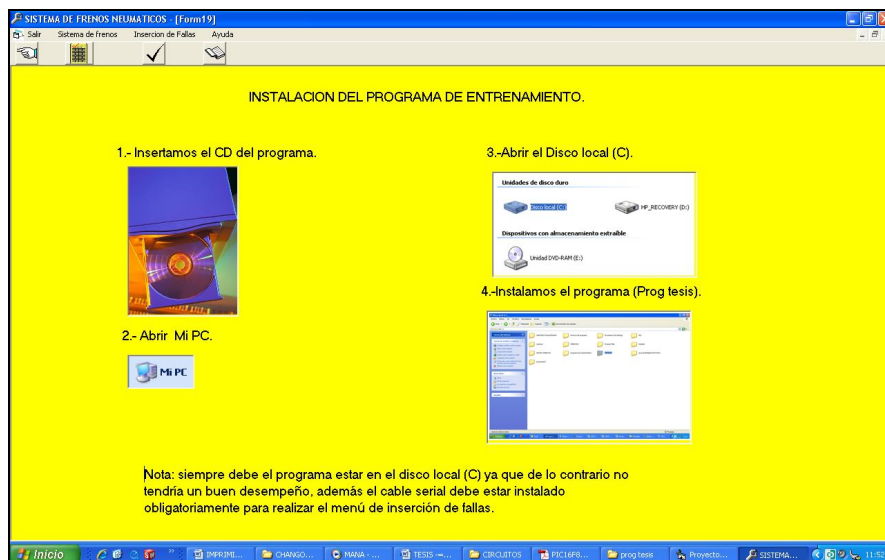 SISTEMA DE FRENOS NEUMATICOS - [Form19]
Salir Sistema de frenos Insercion de Fallas Ayuda
INSTALACION DEL PROGRAMA DE ENTRENAMIENTO.
1.- Insertamos el CD del programa.
2.- Abrir Mi PC.
Mi PC
3.-Abrir el Disco local (C).
Unidades de disco duro
Disco local (C:) HP_RECOVERY (D:)
Dispositivos con almacenamiento extraíble
Unidad DVD-RAM (E:)
4.-Instalamos el programa (Prog tesis).
Nota: siempre debe el programa estar en el disco local (C) ya que de lo contrario no
tendría un buen desempeño, además el cable serial debe estar instalado
obligatoriamente para realizar el menú de inserción de fallas.
Inicio IMPRIMI... CHANGO... MANA - ... TESIS -... CIRCUITOS PIC16F8... prog tesis Proyecto... SISTEMA... 11:52